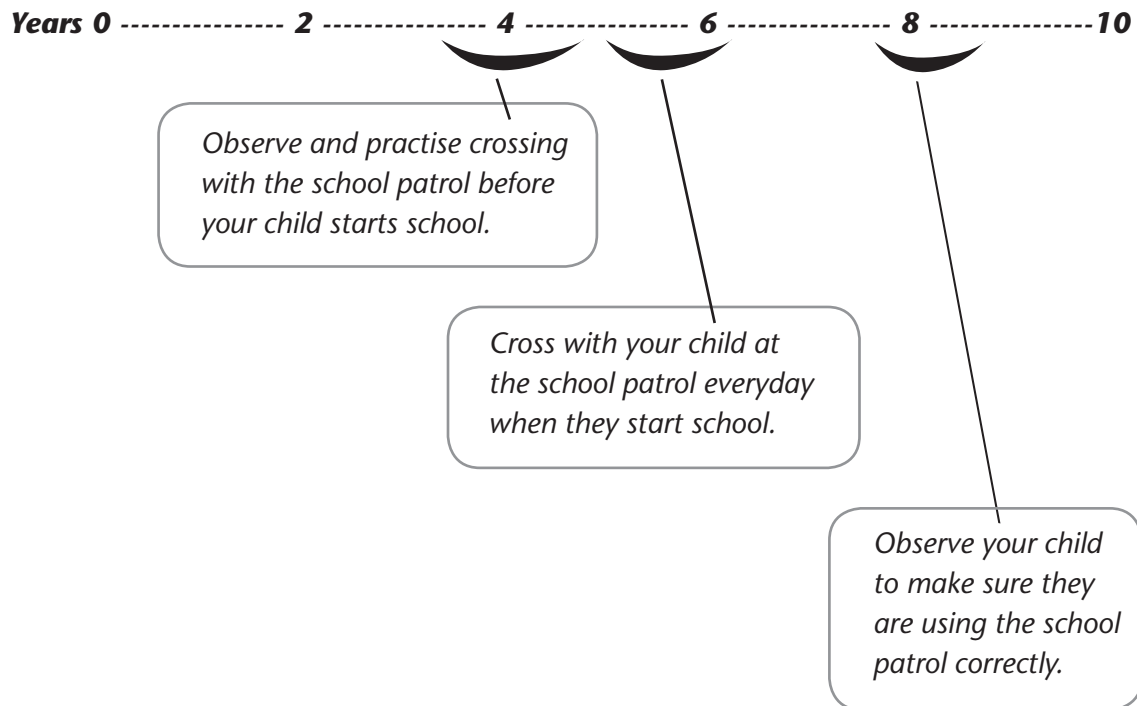 Years 0 ---------------- 2 ---------------- 4 ---------------- 6 ---------------- 8 ----------------10
Observe and practise crossing
with the school patrol before
your child starts school.
Cross with your child at
the school patrol everyday
when they start school.
Observe your child
to make sure they
are using the school
patrol correctly.